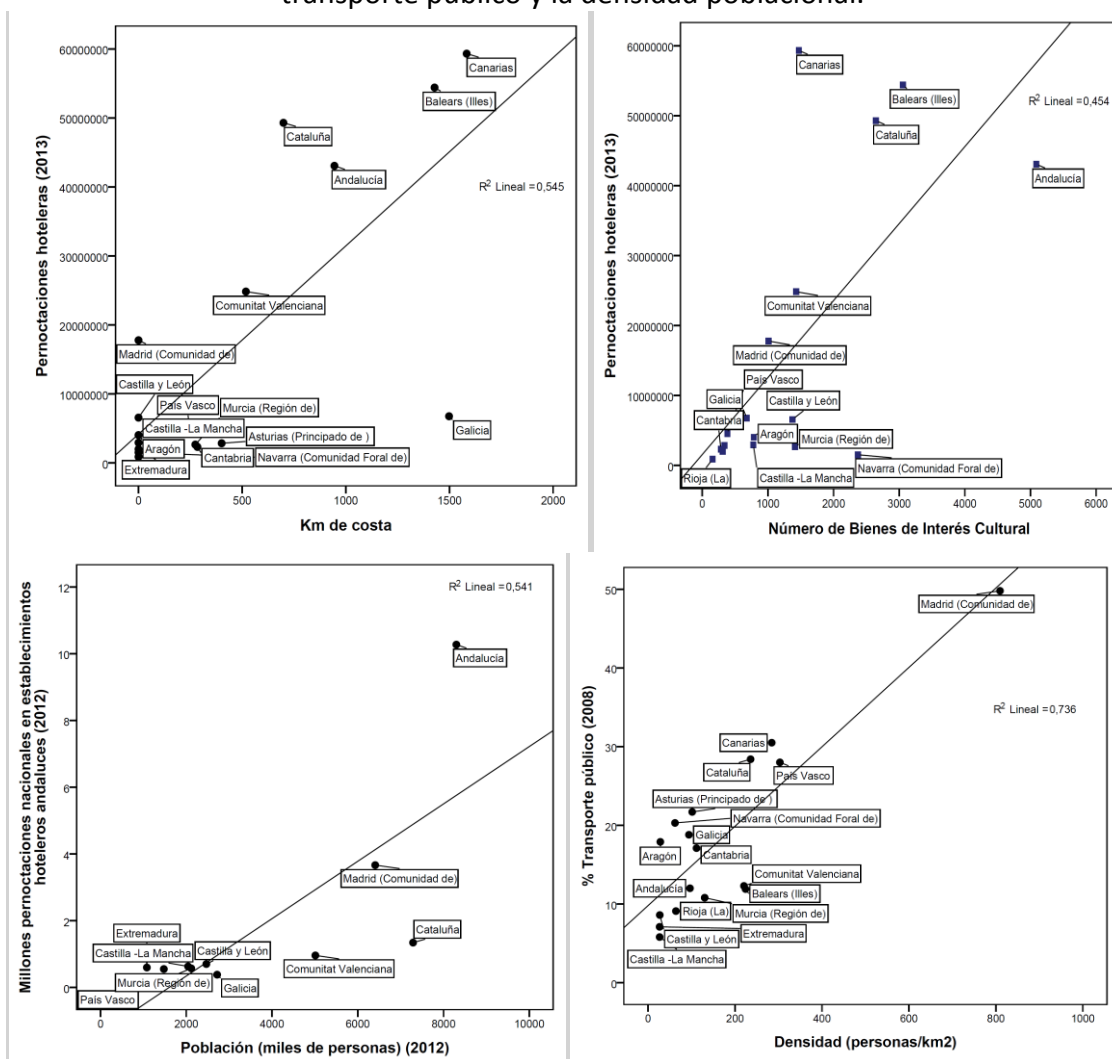 transporte público y la densidad poblacional.
Pernoctaciones hoteleras (2013)
60000000
50000000
40000000
30000000
20000000
10000000
0
Canarias
Balears (Illes)
Cataluña
Andalucía
R² Lineal =0,545
Comunitat Valenciana
Madrid (Comunidad de)
Castilla y León
País Vasco
Murcia (Región de)
Castilla -La Mancha
Galicia
Asturias (Principado de )
Aragón
Cantabria
Navarra (Comunidad Foral de)
Extremadura
0 500 1000 1500 2000
Km de costa
Pernoctaciones hoteleras (2013)
60000000
50000000
40000000
30000000
20000000
10000000
0
Canarias
Balears (Illes)
R² Lineal =0,454
Cataluña
Andalucía
Comunitat Valenciana
Madrid (Comunidad de)
País Vasco
Galicia
Castilla y León
Cantabria
Aragón
Murcia (Región de)
Rioja (La)
Castilla -La Mancha
Navarra (Comunidad Foral de)
0 1000 2000 3000 4000 5000 6000
Número de Bienes de Interés Cultural
Millones pernoctaciones nacionales en establecimientos
hoteleros andaluces (2012)
12
10
8
6
4
2
0
R² Lineal =0,541
Andalucía
Madrid (Comunidad de)
Cataluña
Extremadura
Castilla -La Mancha
Castilla y León
Comunitat Valenciana
Murcia (Región de)
Galicia
País Vasco
0 2000 4000 6000 8000 10000
Población (miles de personas) (2012)
% Transporte público (2008)
50
40
30
20
10
0
Madrid (Comunidad de)
R² Lineal =0,736
Canarias
Cataluña
País Vasco
Asturias (Principado de )
Navarra (Comunidad Foral de)
Galicia
Aragón
Cantabria
Comunitat Valenciana
Andalucía
Balears (Illes)
Rioja (La)
Murcia (Región de)
Extremadura
Castilla y León
Castilla -La Mancha
0 200 400 600 800 1000
Densidad (personas/km2)